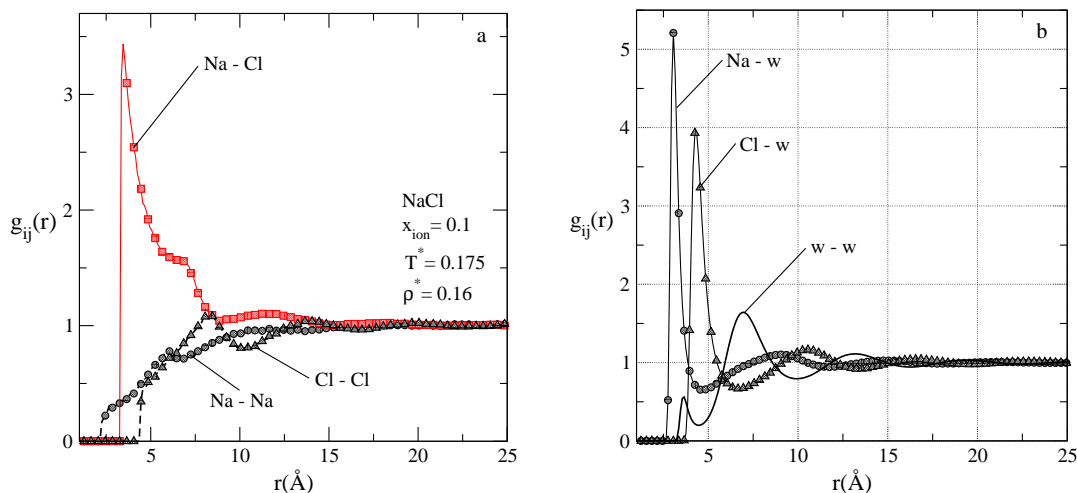 a
Na - Cl
NaCl
x_ion = 0.1
T* = 0.175
ρ* = 0.16
Cl - Cl
Na - Na
g_ij(r)
3
2
1
0
5
10
15
20
25
r(Å)
b
Na - w
Cl - w
w - w
g_ij(r)
5
4
3
2
1
0
5
10
15
20
25
r(Å)